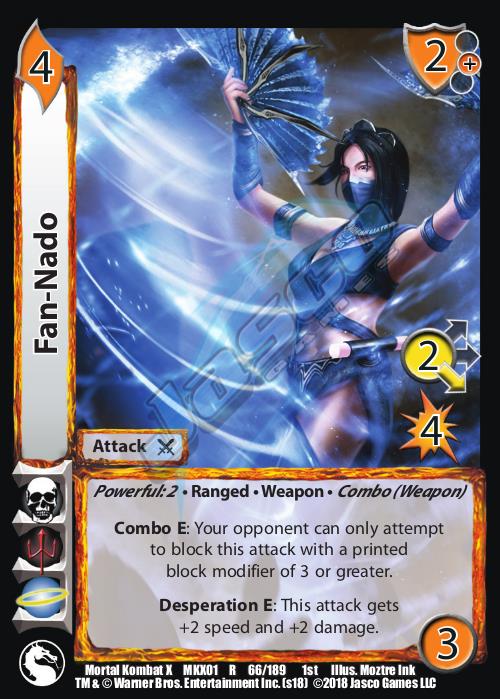 4
2
+
Fan-Nado
Jasco
GAMES
2
4
Attack
Powerful: 2 • Ranged • Weapon • Combo (Weapon)
Combo E: Your opponent can only attempt
to block this attack with a printed
block modifier of 3 or greater.
Desperation E: This attack gets
+2 speed and +2 damage.
3
Mortal Kombat X MKX01 R 66/189 1st Illus. Moztre Ink
TM & © Warner Bros. Entertainment Inc. (s18) ©2018 Jasco Games LLC